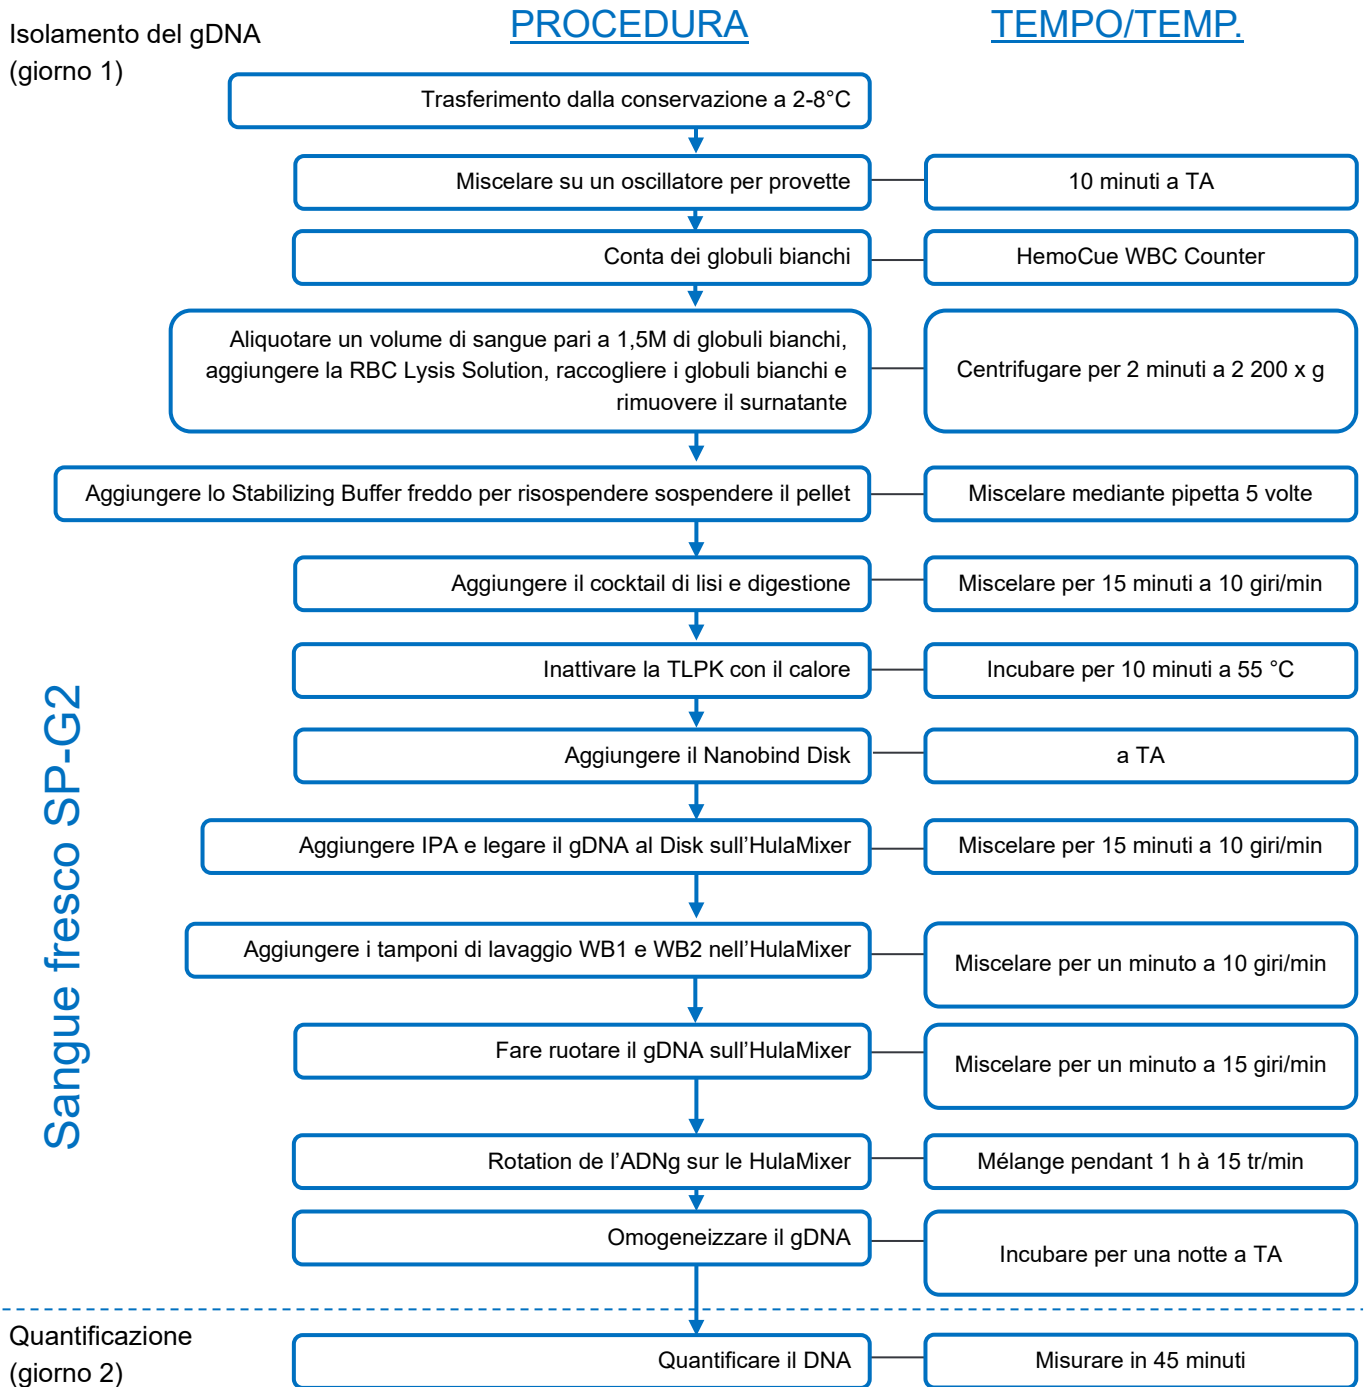 Isolamento del gDNA
(giorno 1)
PROCEDURA
TEMPO/TEMP.
Trasferimento dalla conservazione a 2-8°C
Miscelare su un oscillatore per provette
10 minuti a TA
Conta dei globuli bianchi
HemoCue WBC Counter
Aliquotare un volume di sangue pari a 1,5M di globuli bianchi,
aggiungere la RBC Lysis Solution, raccogliere i globuli bianchi e
rimuovere il surnatante
Centrifugare per 2 minuti a 2 200 x g
Aggiungere lo Stabilizing Buffer freddo per risospendere sospendere il pellet
Miscelare mediante pipetta 5 volte
Aggiungere il cocktail di lisi e digestione
Miscelare per 15 minuti a 10 giri/min
Inattivare la TLPK con il calore
Incubare per 10 minuti a 55 °C
Aggiungere il Nanobind Disk
a TA
Aggiungere IPA e legare il gDNA al Disk sull’HulaMixer
Miscelare per 15 minuti a 10 giri/min
Aggiungere i tamponi di lavaggio WB1 e WB2 nell’HulaMixer
Miscelare per un minuto a 10 giri/min
Fare ruotare il gDNA sull’HulaMixer
Miscelare per un minuto a 15 giri/min
Rotation de l’ADNg sur le HulaMixer
Mélange pendant 1 h à 15 tr/min
Omogeneizzare il gDNA
Incubare per una notte a TA
Sangue fresco SP-G2
Quantificazione
(giorno 2)
Quantificare il DNA
Misurare in 45 minuti